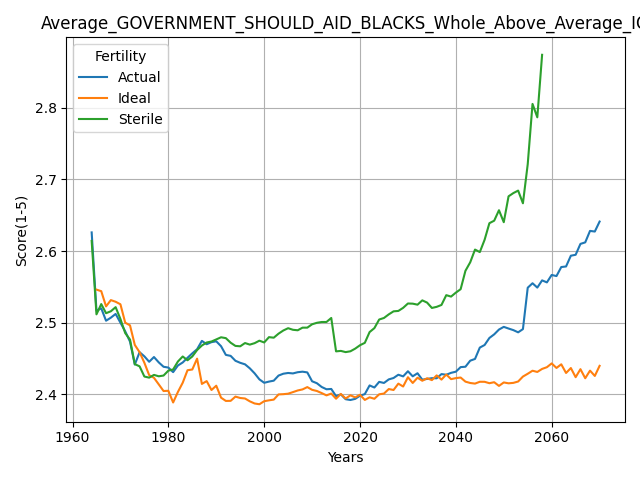 Average_GOVERNMENT_SHOULD_AID_BLACKS_Whole_Above_Average_IC
Fertility
Actual
Ideal
Sterile
Score(1-5)
2.8
2.7
2.6
2.5
2.4
1960 1980 2000 2020 2040 2060
Years